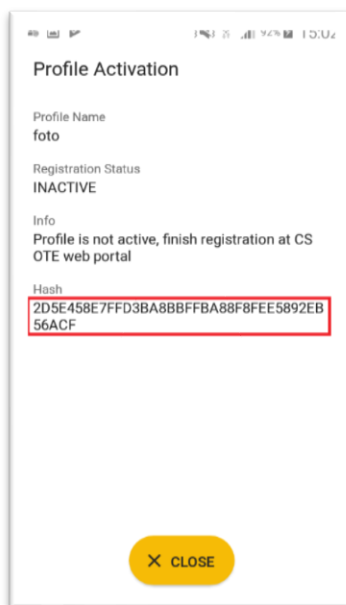 Profile Activation
Profile Name
foto
Registration Status
INACTIVE
Info
Profile is not active, finish registration at CS
OTE web portal
Hash
2D5E458E7FFD3BA8BBFFBA88F8FEE5892EB
56ACF
CLOSE